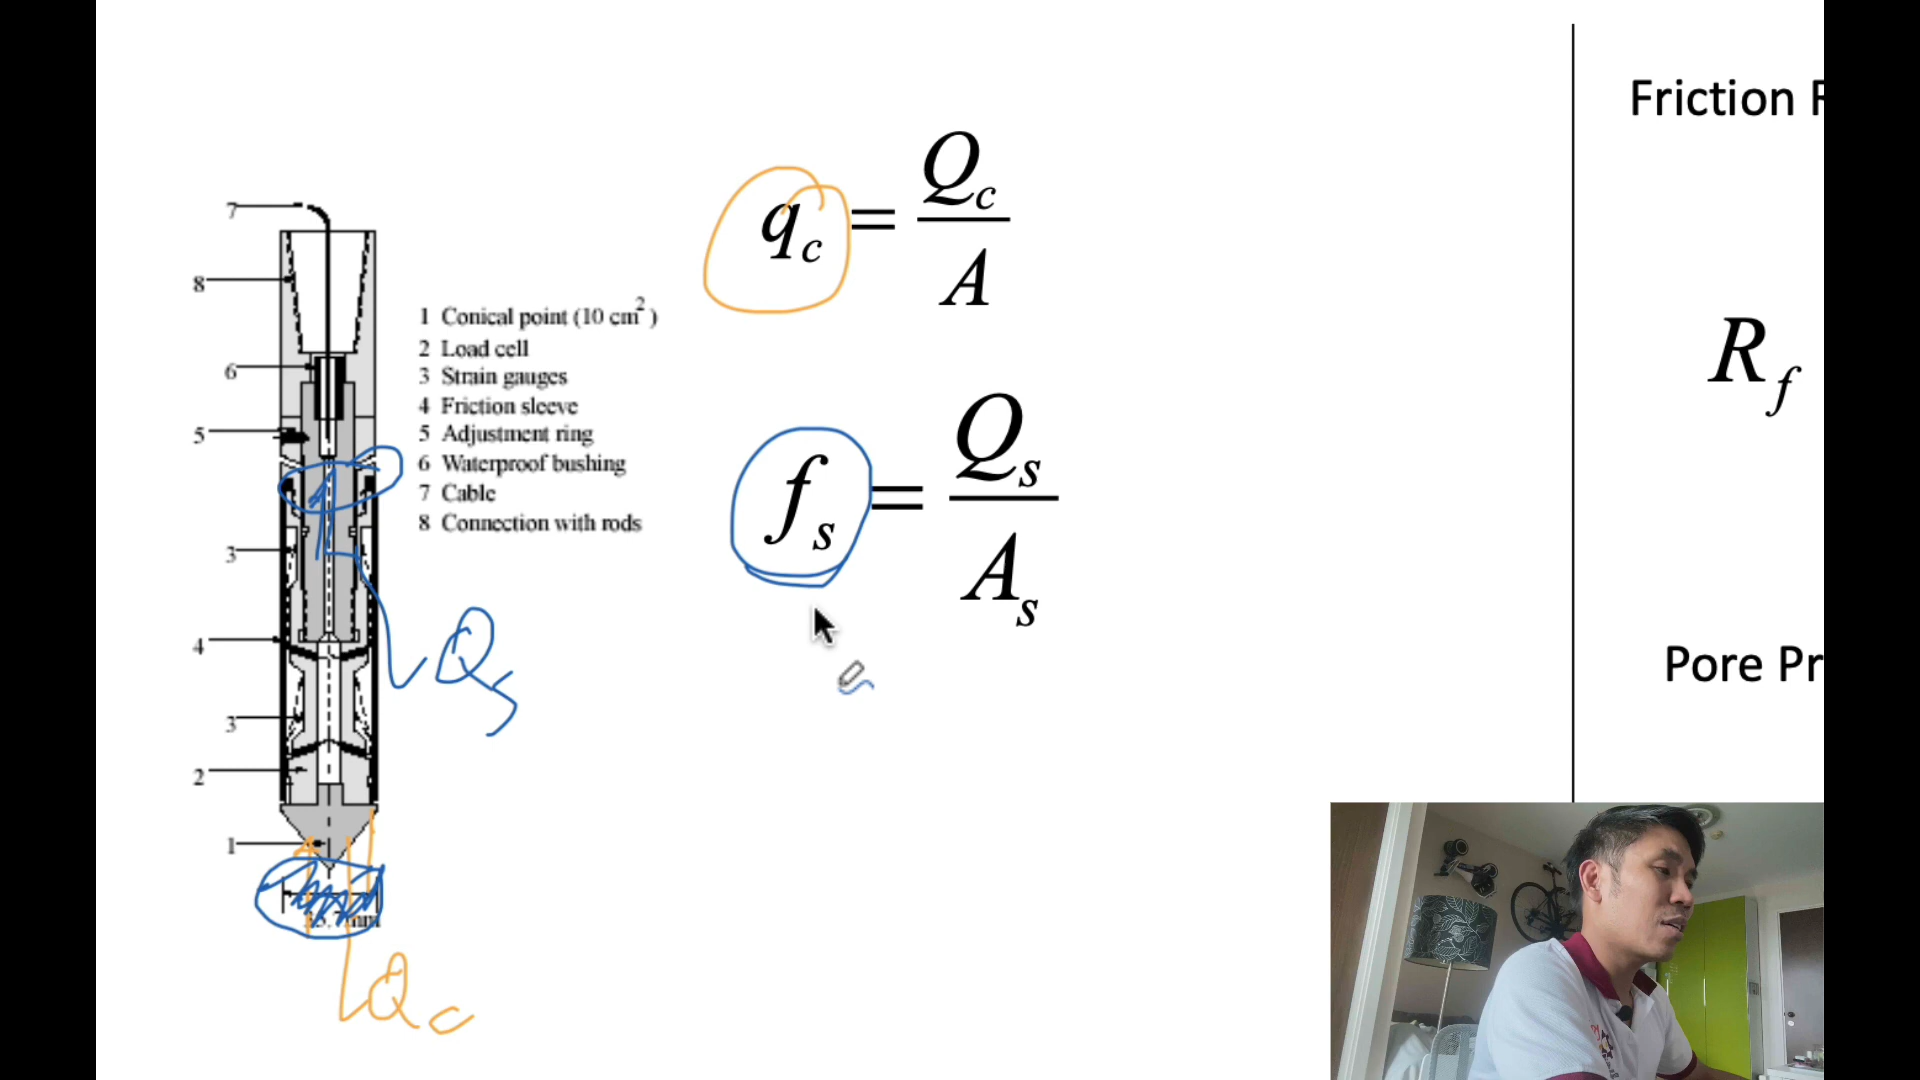 7
8
6
5
3
4
3
2
1
1 Conical point (10 cm²)
2 Load cell
3 Strain gauges
4 Friction sleeve
5 Adjustment ring
6 Waterproof bushing
7 Cable
8 Connection with rods
Qs
Qc
qc = Qc / A
fs = Qs / As
Friction
Rf
Pore Pr